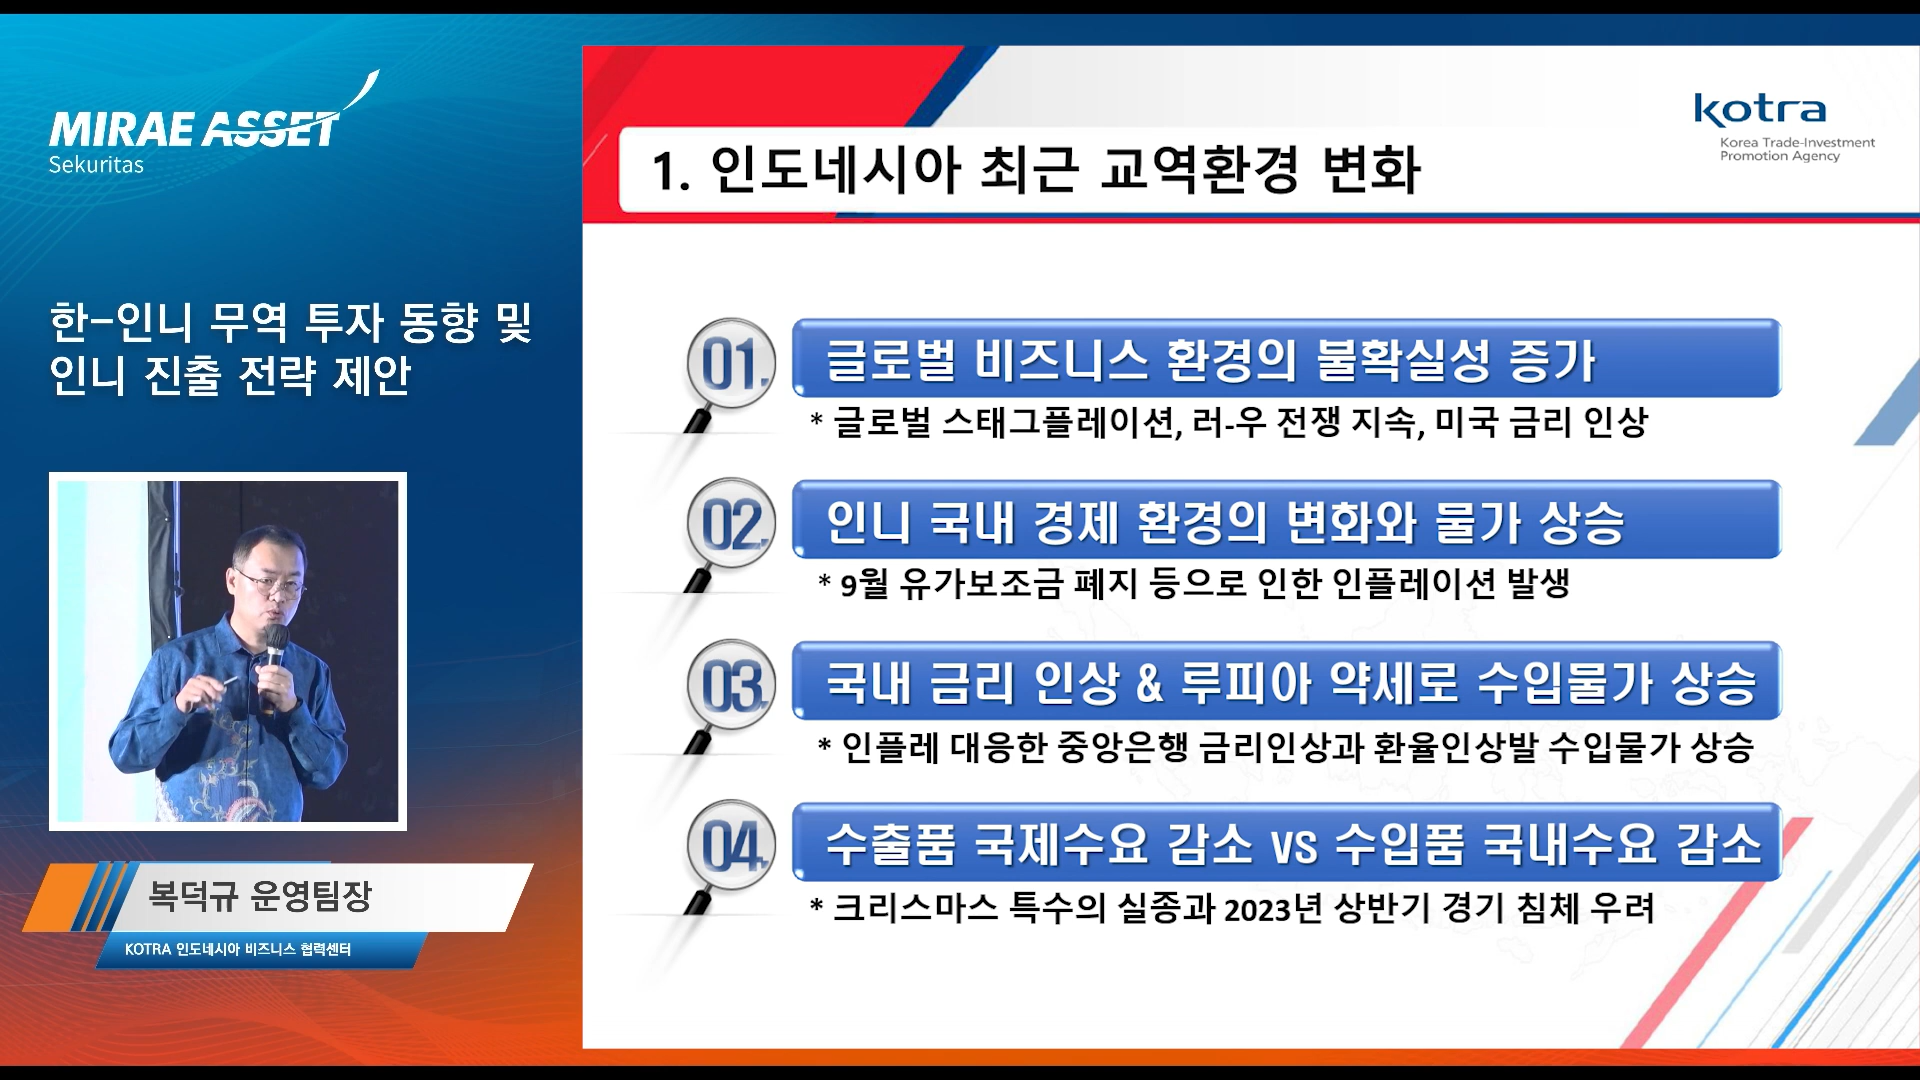 MIRAE ASSET
Sekuritas
한-인니 무역 투자 동향 및
인니 진출 전략 제안
복덕규 운영팀장
KOTRA 인도네시아 비즈니스 협력센터
kotra
Korea Trade-Investment
Promotion Agency
1. 인도네시아 최근 교역환경 변화
01. 글로벌 비즈니스 환경의 불확실성 증가
* 글로벌 스태그플레이션, 러-우 전쟁 지속, 미국 금리 인상
02. 인니 국내 경제 환경의 변화와 물가 상승
* 9월 유가보조금 폐지 등으로 인한 인플레이션 발생
03. 국내 금리 인상 & 루피아 약세로 수입물가 상승
* 인플레 대응한 중앙은행 금리인상과 환율인상발 수입물가 상승
04. 수출품 국제수요 감소 vs 수입품 국내수요 감소
* 크리스마스 특수의 실종과 2023년 상반기 경기 침체 우려